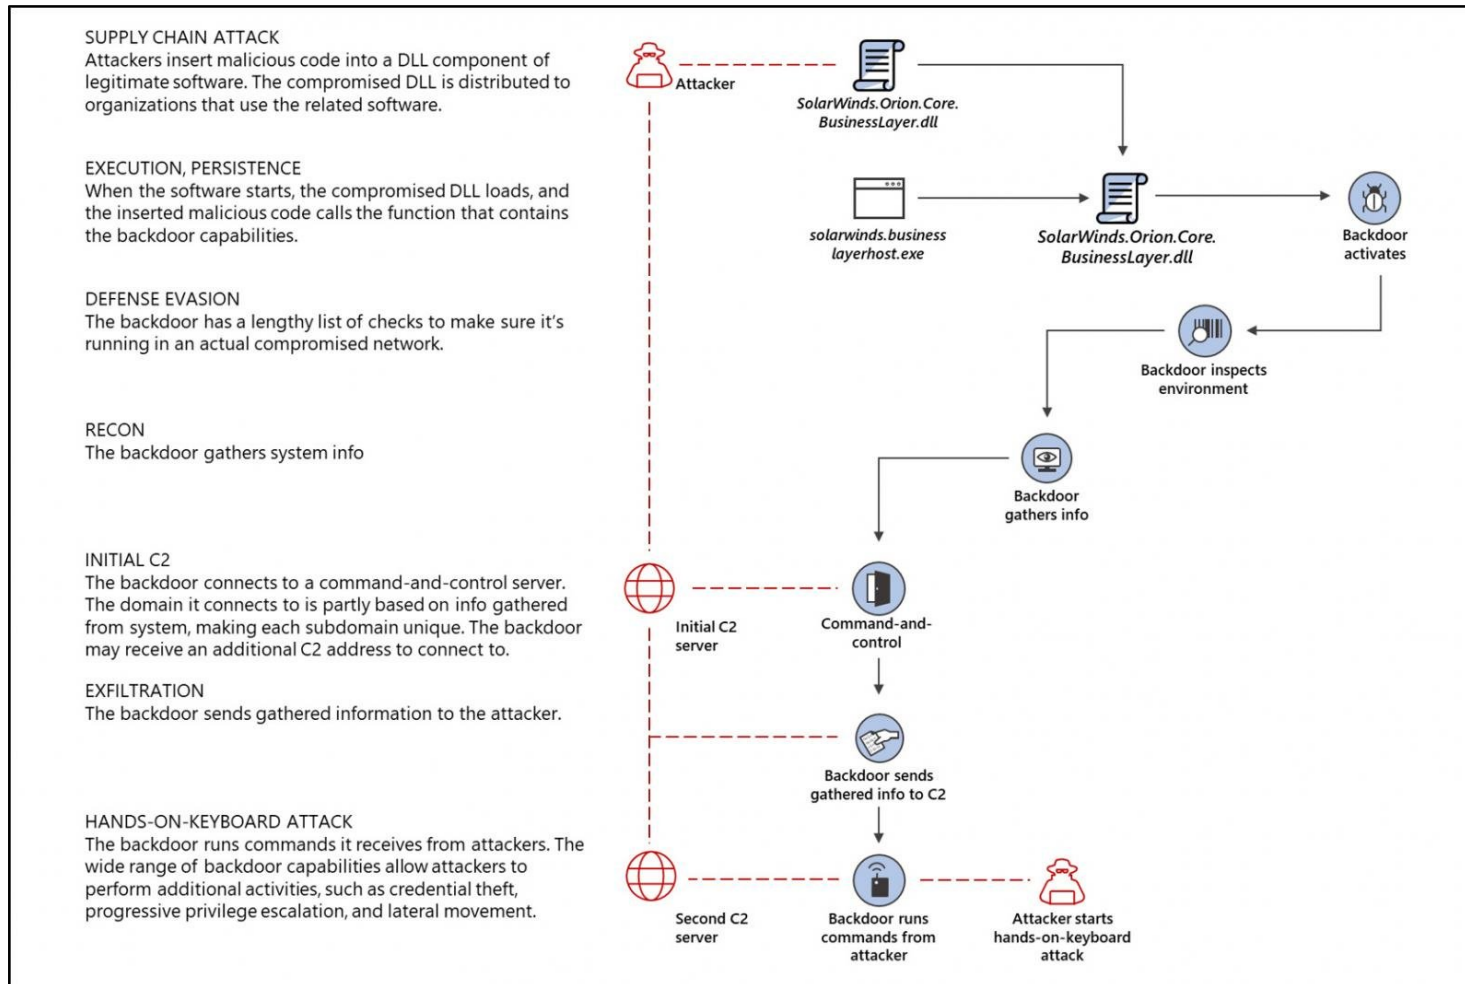 SUPPLY CHAIN ATTACK
Attackers insert malicious code into a DLL component of
legitimate software. The compromised DLL is distributed to
organizations that use the related software.
Attacker
SolarWinds.Orion.Core.
BusinessLayer.dll
EXECUTION, PERSISTENCE
When the software starts, the compromised DLL loads, and
the inserted malicious code calls the function that contains
the backdoor capabilities.
solarwinds.business
layerhost.exe
SolarWinds.Orion.Core.
BusinessLayer.dll
Backdoor
activates
DEFENSE EVASION
The backdoor has a lengthy list of checks to make sure it's
running in an actual compromised network.
Backdoor inspects
environment
RECON
The backdoor gathers system info
Backdoor
gathers info
INITIAL C2
The backdoor connects to a command-and-control server.
The domain it connects to is partly based on info gathered
from system, making each subdomain unique. The backdoor
may receive an additional C2 address to connect to.
Initial C2
server
Command-and-
control
EXFILTRATION
The backdoor sends gathered information to the attacker.
Backdoor sends
gathered info to C2
HANDS-ON-KEYBOARD ATTACK
The backdoor runs commands it receives from attackers. The
wide range of backdoor capabilities allow attackers to
perform additional activities, such as credential theft,
progressive privilege escalation, and lateral movement.
Second C2
server
Backdoor runs
commands from
attacker
Attacker starts
hands-on-keyboard
attack